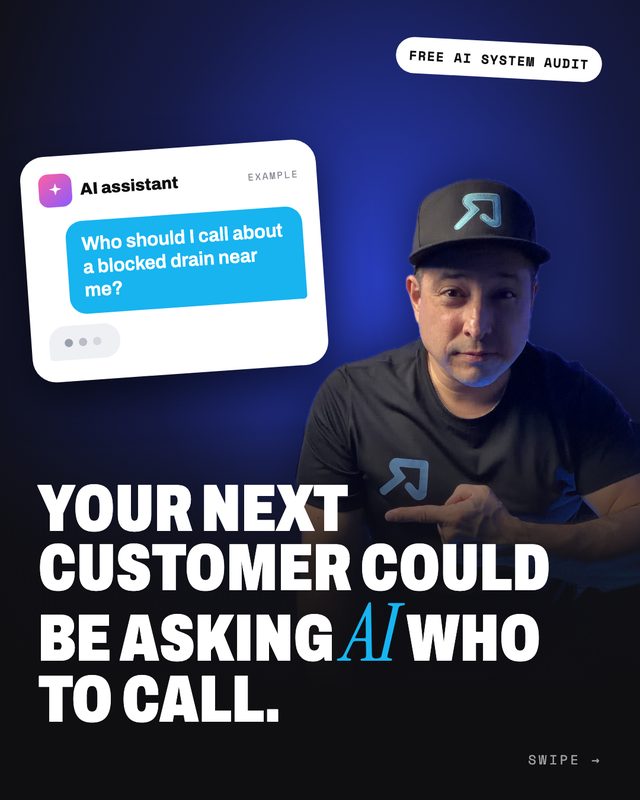 FREE AI SYSTEM AUDIT
AI assistant
EXAMPLE
Who should I call about
a blocked drain near
me?
YOUR NEXT
CUSTOMER COULD
BE ASKING AI WHO
TO CALL.
SWIPE →